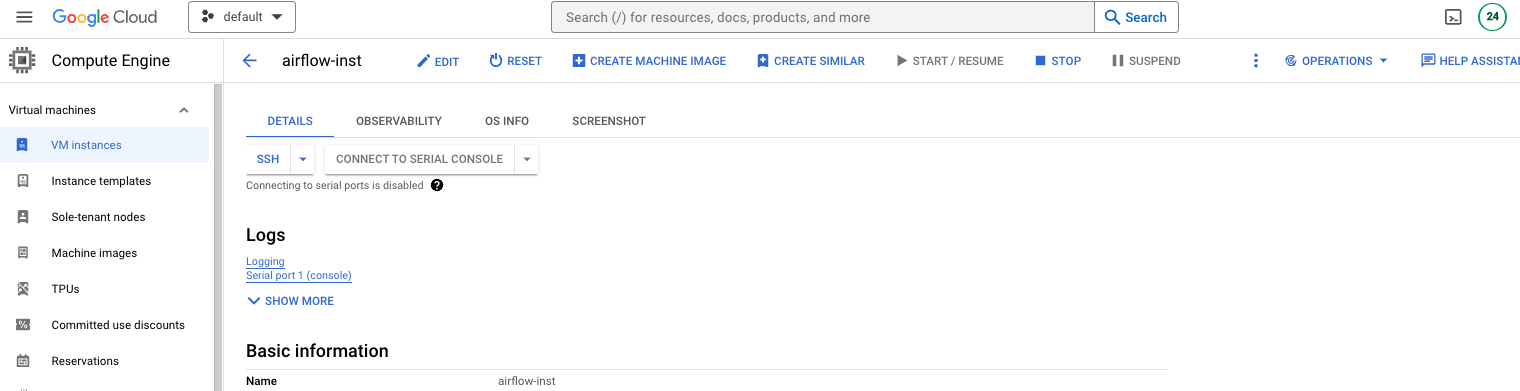 Google Cloud
default
Search (/) for resources, docs, products, and more
Search
24
Compute Engine
airflow-inst
EDIT
RESET
CREATE MACHINE IMAGE
CREATE SIMILAR
START / RESUME
STOP
SUSPEND
OPERATIONS
HELP ASSISTA
Virtual machines
VM instances
Instance templates
Sole-tenant nodes
Machine images
TPUs
Committed use discounts
Reservations
DETAILS
OBSERVABILITY
OS INFO
SCREENSHOT
SSH
CONNECT TO SERIAL CONSOLE
Connecting to serial ports is disabled ?
Logs
Logging
Serial port 1 (console)
SHOW MORE
Basic information
Name airflow-inst